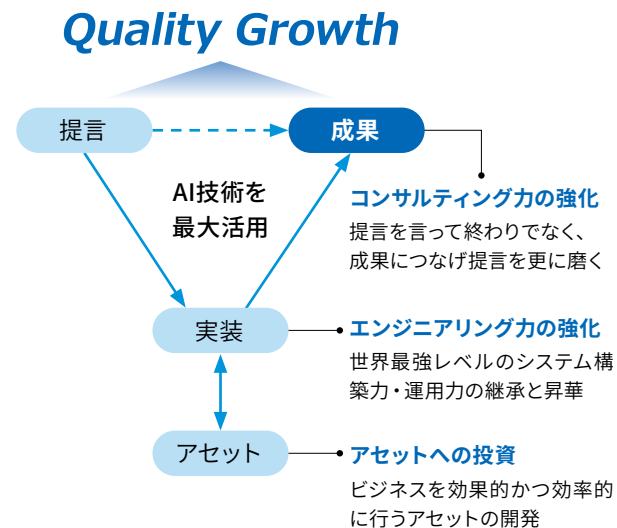 Quality Growth
提言
成果
AI技術を
最大活用
コンサルティング力の強化
提言を言って終わりでなく、
成果につなげ提言を更に磨く
実装
エンジニアリング力の強化
世界最強レベルのシステム構
築力・運用力の継承と昇華
アセット
アセットへの投資
ビジネスを効果的かつ効率的
に行うアセットの開発